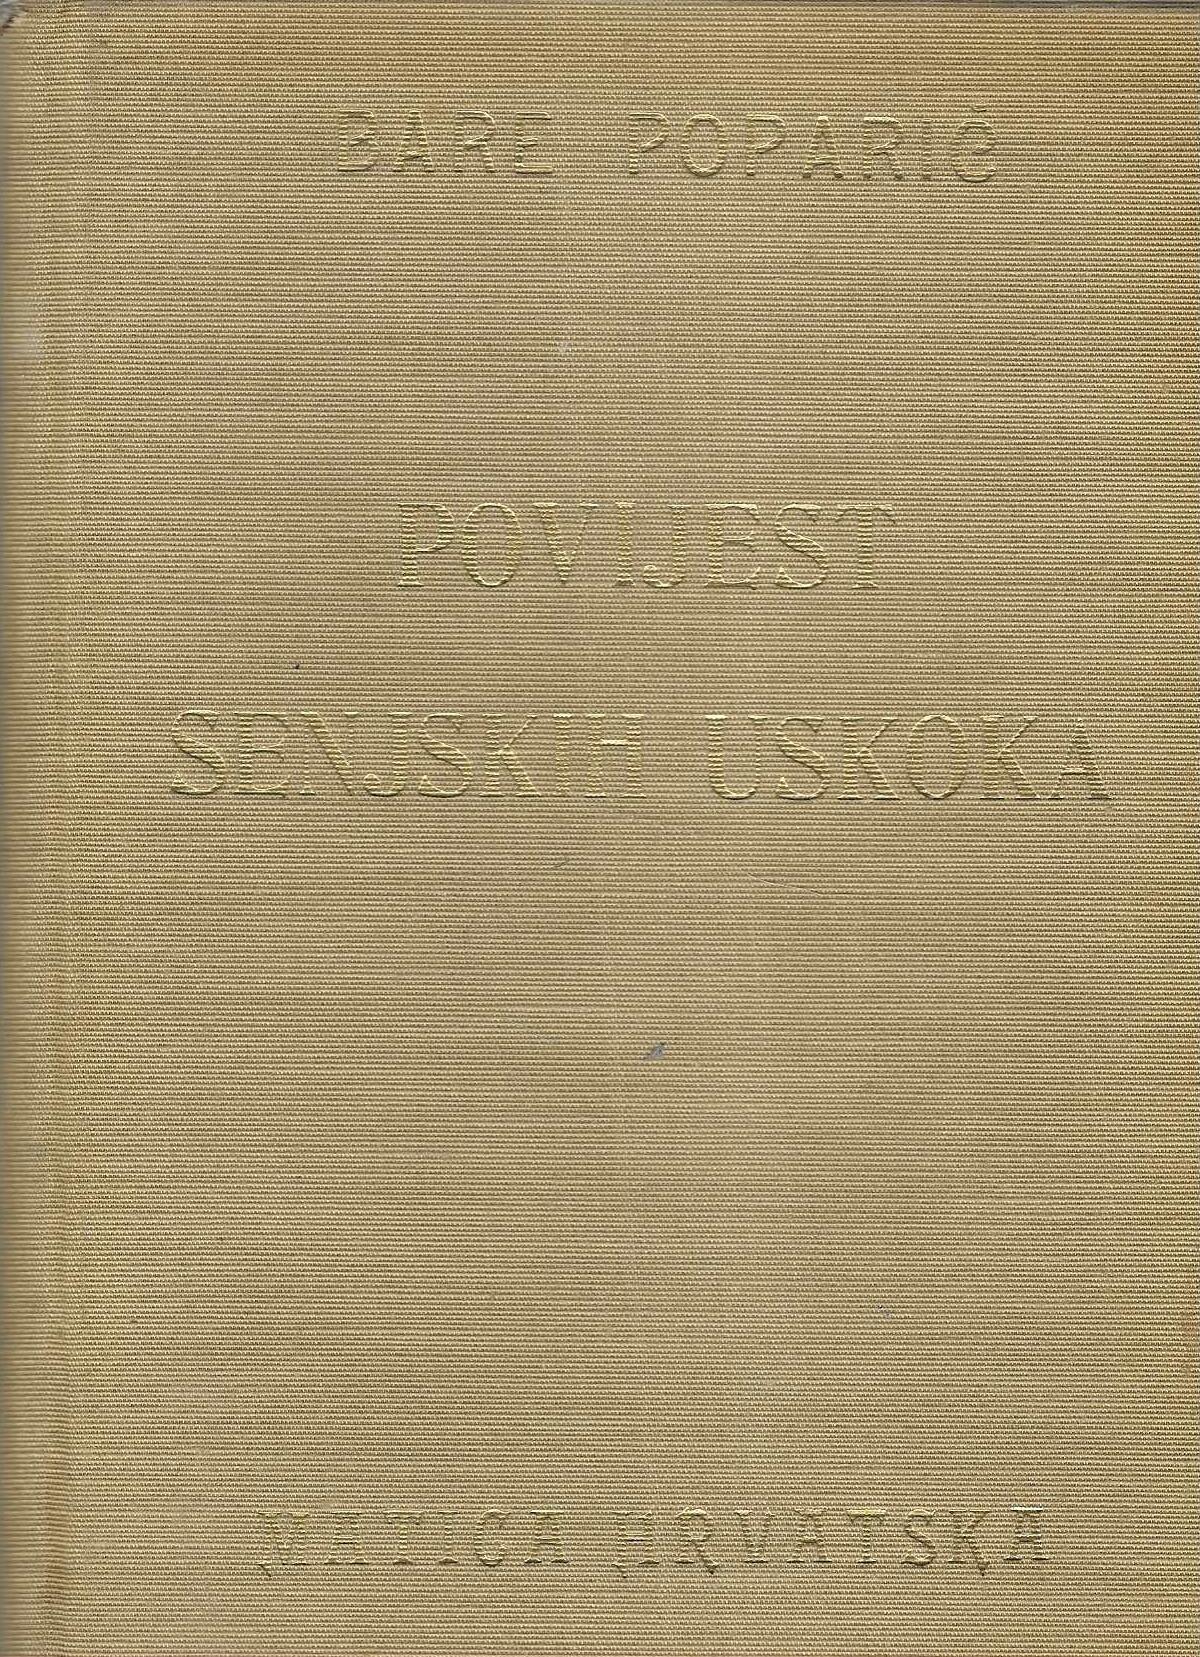 BARE POPARIĆ
POVIJEST
SENJSKIH USKOKA
MATICA HRVATSKA